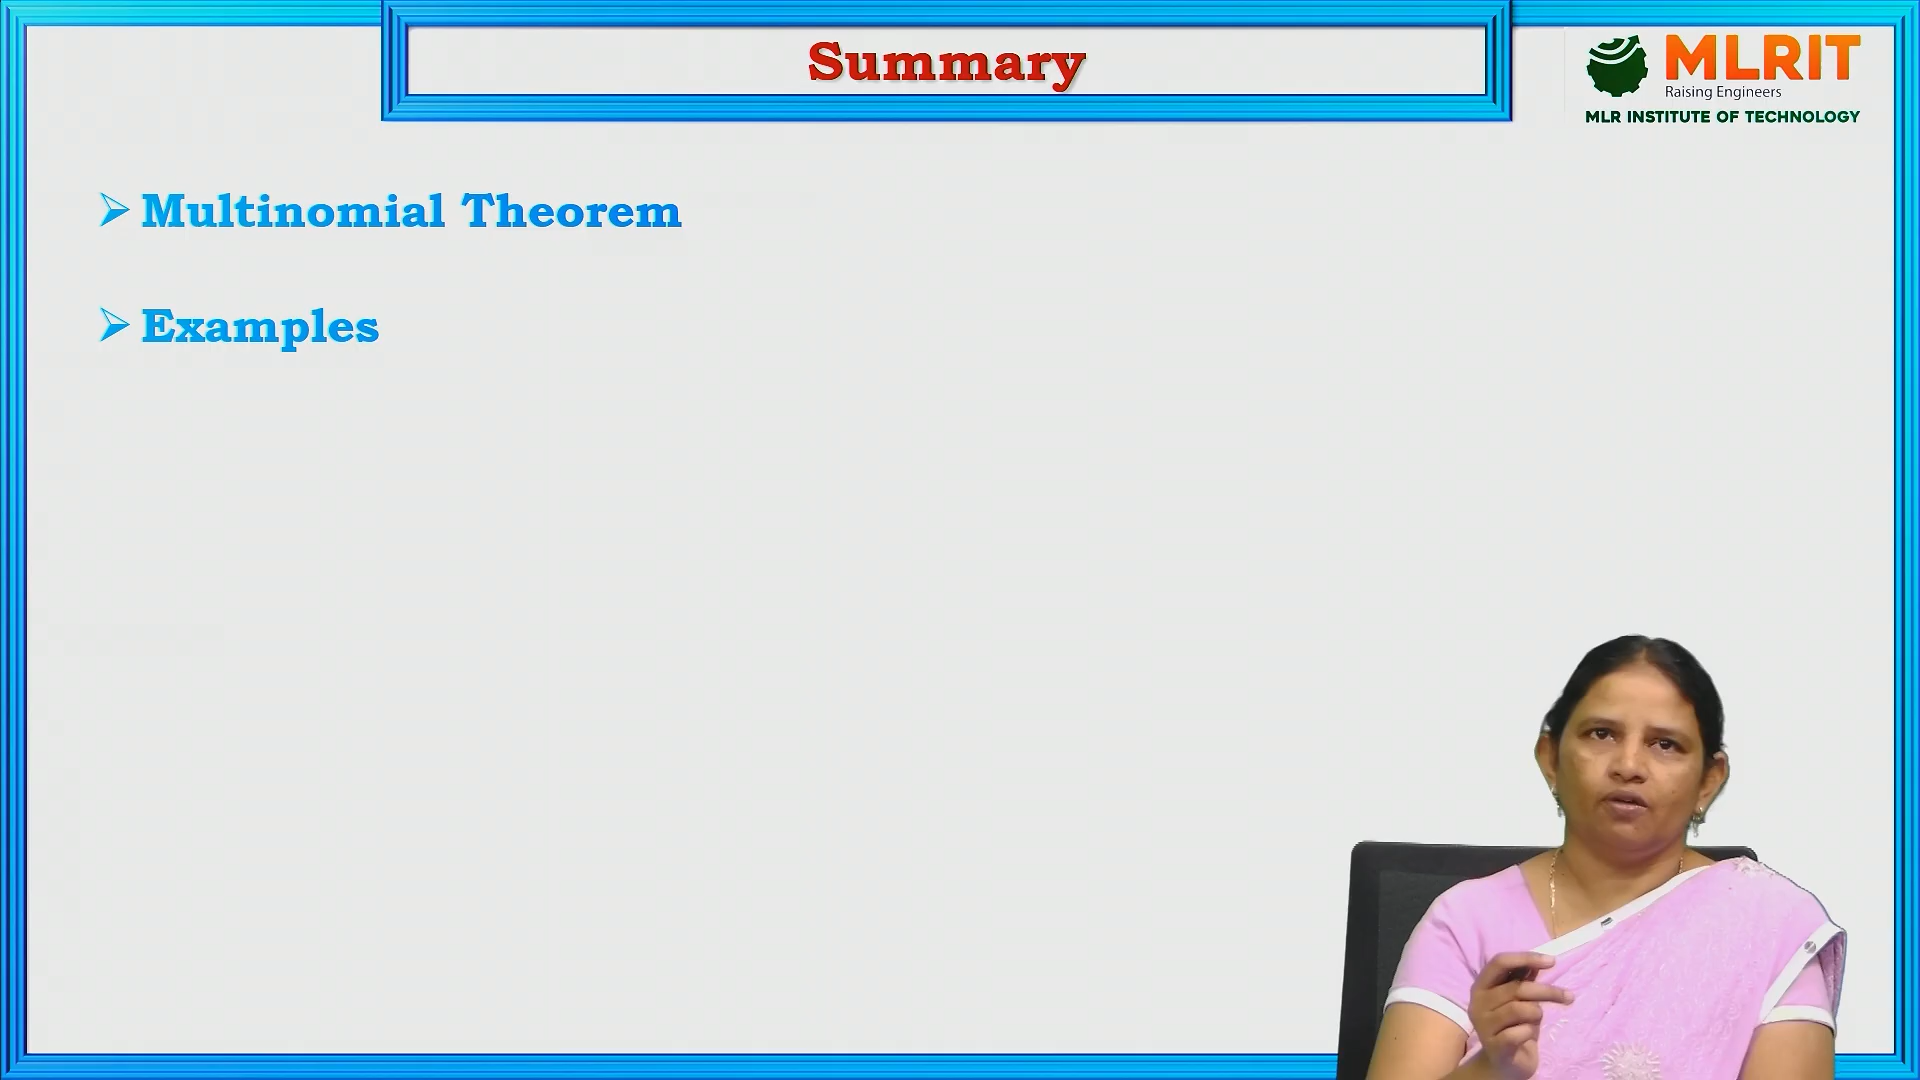 Summary
MLRIT
Raising Engineers
MLR INSTITUTE OF TECHNOLOGY
Multinomial Theorem
Examples